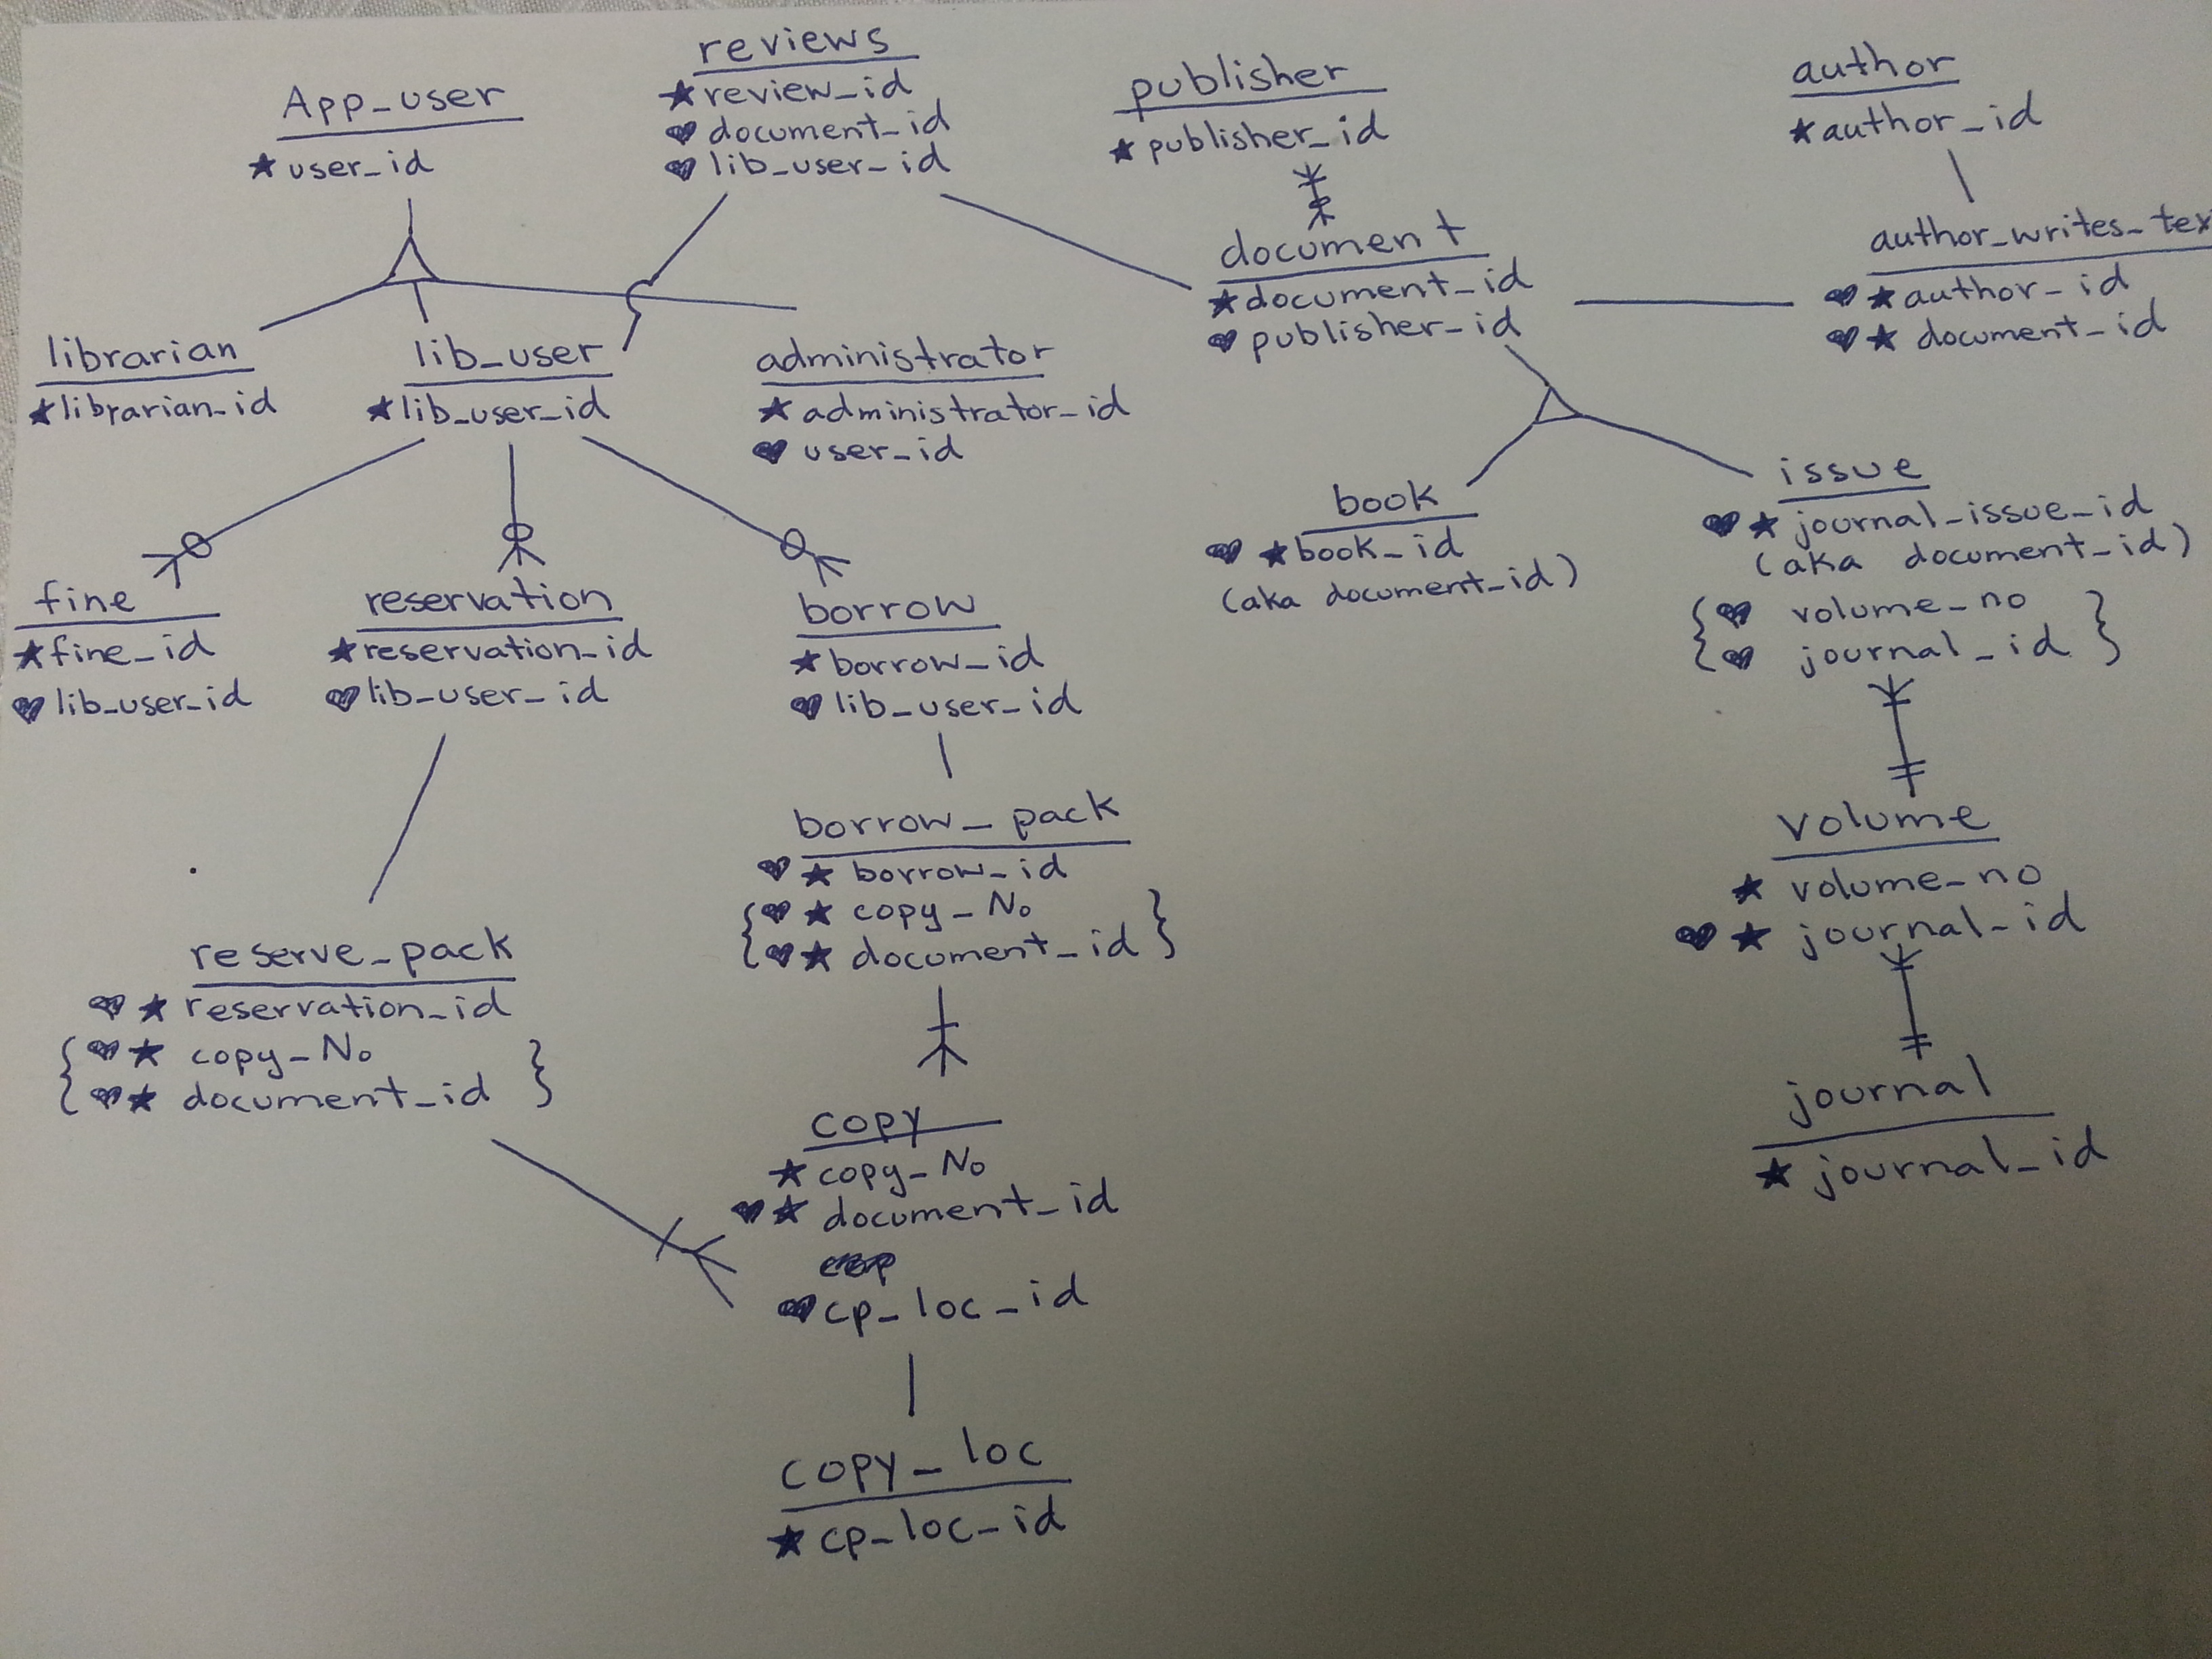 App_user
★user_id
reviews
★review_id
♥document_id
♥lib_user_id
publisher
★publisher_id
author
★author_id
document
★document_id
♥publisher_id
♥★author_id
♥★document_id
librarian
★librarian_id
lib_user
★lib_user_id
administrator
★administrator_id
♥user_id
book
♥★book_id
(aka document_id)
issue
♥★journal_issue_id
(aka document_id)
{♥ volume_no
{♥ journal_id}
fine
★fine_id
♥lib_user_id
reservation
★reservation_id
♥lib_user_id
borrow
★borrow_id
♥lib_user_id
borrow_pack
♥★borrow_id
{♥★copy_No
{♥★document_id}
volume
★volume_no
♥★journal_id
reserve_pack
♥★reservation_id
{♥★copy_No
{♥★document_id}
journal
★journal_id
copy
★copy_No
♥★document_id
♥cp_loc_id
copy_loc
★cp_loc_id